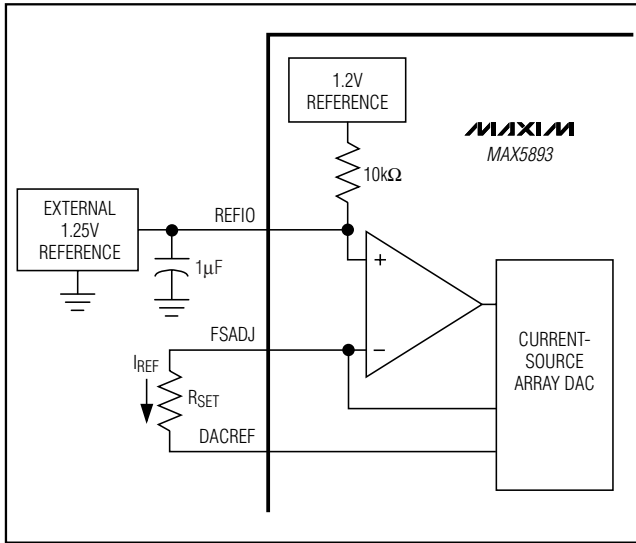 1.2V
REFERENCE
MAXIM
MAX5893
10kΩ
EXTERNAL
1.25V
REFERENCE
REFIO
1μF
+
FSADJ
−
CURRENT-
SOURCE
ARRAY DAC
IREF
RSET
DACREF